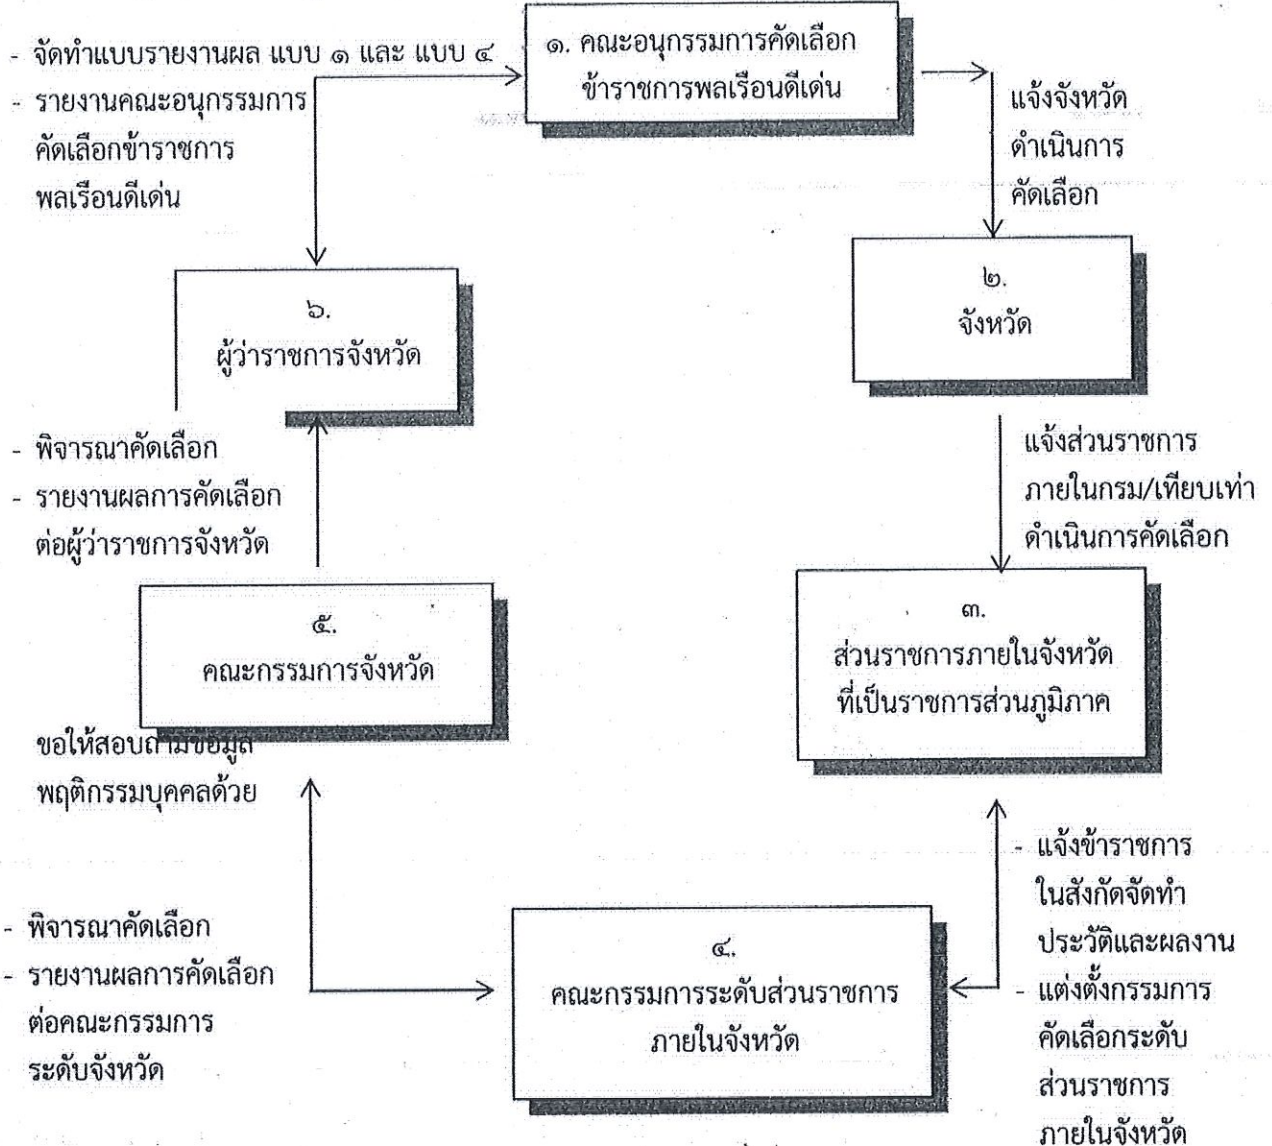 - จัดทำแบบรายงานผล แบบ ๑ และ แบบ ๔
- รายงานคณะอนุกรรมการ
คัดเลือกข้าราชการ
พลเรือนดีเด่น
๑. คณะอนุกรรมการคัดเลือก
ข้าราชการพลเรือนดีเด่น
แจ้งจังหวัด
ดำเนินการ
คัดเลือก
๒.
จังหวัด
แจ้งส่วนราชการ
ภายในกรม/เทียบเท่า
ดำเนินการคัดเลือก
๓.
ส่วนราชการภายในจังหวัด
ที่เป็นราชการส่วนภูมิภาค
- แจ้งข้าราชการ
ในสังกัดจัดทำ
ประวัติและผลงาน
- แต่งตั้งกรรมการ
คัดเลือกระดับ
ส่วนราชการ
ภายในจังหวัด
๔.
คณะกรรมการระดับส่วนราชการ
ภายในจังหวัด
- พิจารณาคัดเลือก
- รายงานผลการคัดเลือก
ต่อคณะกรรมการ
ระดับจังหวัด
๕.
คณะกรรมการจังหวัด
ขอให้สอบถามข้อมูล
พฤติกรรมบุคคลด้วย
- พิจารณาคัดเลือก
- รายงานผลการคัดเลือก
ต่อผู้ว่าราชการจังหวัด
๖.
ผู้ว่าราชการจังหวัด